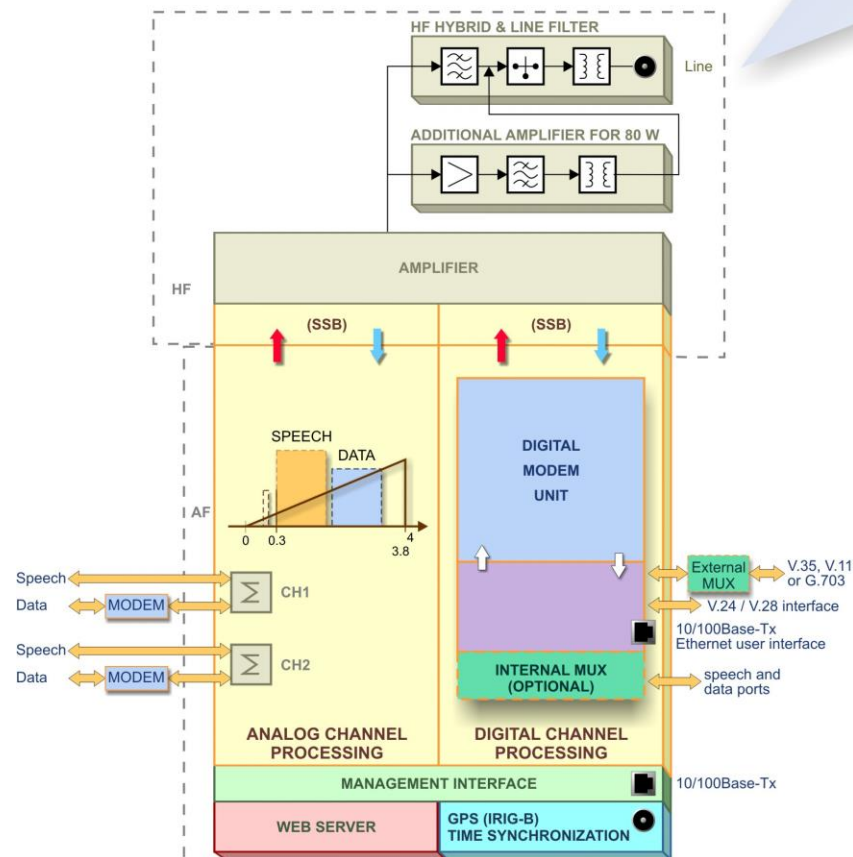 HF HYBRID & LINE FILTER
Line
ADDITIONAL AMPLIFIER FOR 80 W
AMPLIFIER
HF
(SSB)
(SSB)
SPEECH
DATA
DIGITAL
MODEM
UNIT
AF
0
0.3
4
3.8
Speech
Data
MODEM
Σ
CH1
External
MUX
V.35, V.11
or G.703
V.24 / V.28 interface
10/100Base-Tx
Ethernet user interface
Speech
Data
MODEM
Σ
CH2
INTERNAL MUX
(OPTIONAL)
speech and
data ports
ANALOG CHANNEL
PROCESSING
DIGITAL CHANNEL
PROCESSING
MANAGEMENT INTERFACE
10/100Base-Tx
WEB SERVER
GPS (IRIG-B)
TIME SYNCHRONIZATION